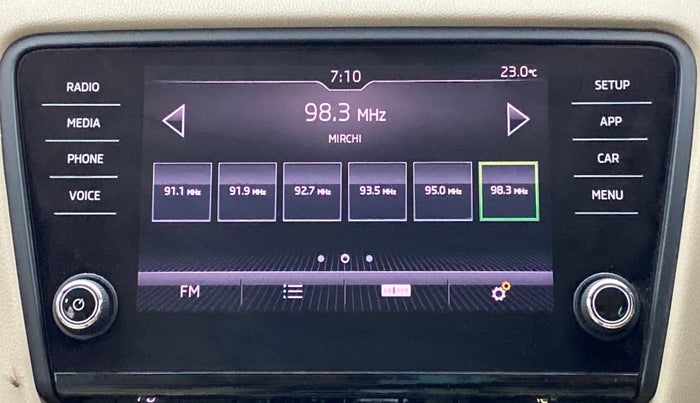 7:10
23.0°C
RADIO
MEDIA
PHONE
VOICE
98.3 MHz
MIRCHI
91.1 MHz
91.9 MHz
92.7 MHz
93.5 MHz
95.0 MHz
98.3 MHz
FM
SETUP
APP
CAR
MENU